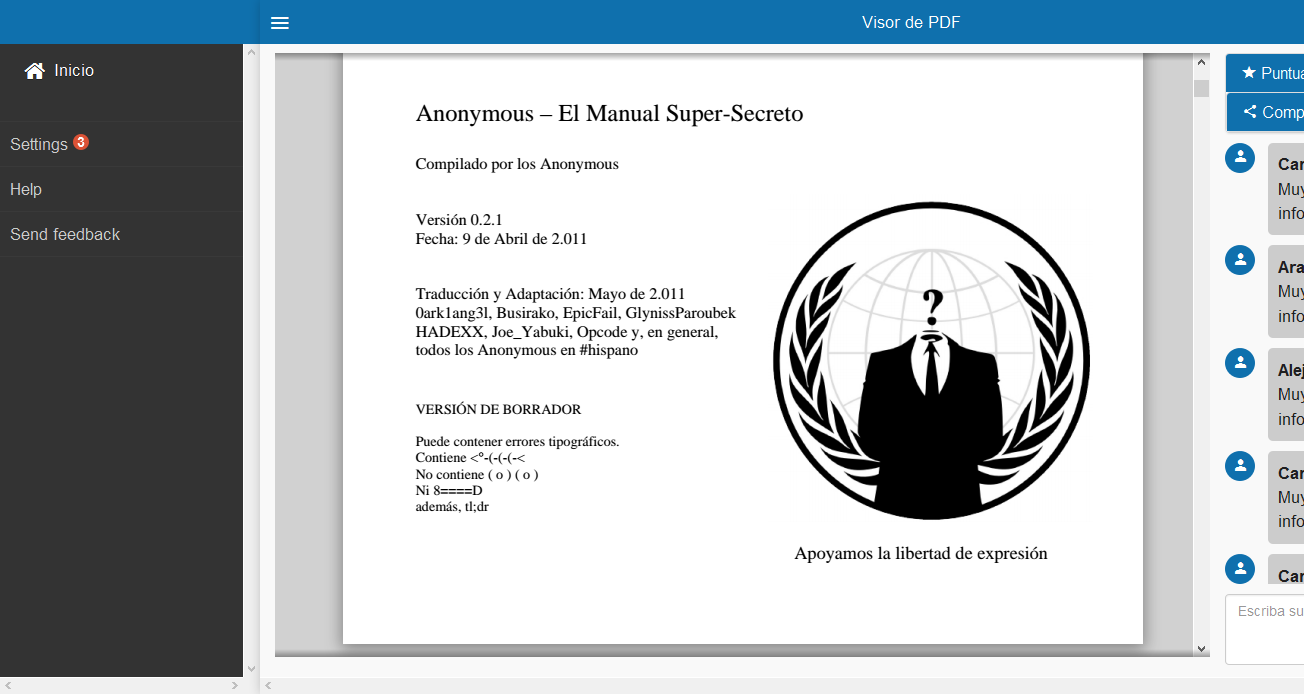 Visor de PDF
Inicio
Settings 3
Help
Send feedback
Anonymous – El Manual Super-Secreto
Compilado por los Anonymous
Versión 0.2.1
Fecha: 9 de Abril de 2.011
Traducción y Adaptación: Mayo de 2.011
0ark1ang3l, Busirako, EpicFail, GlynissParoubek
HADEXX, Joe_Yabuki, Opcode y, en general,
todos los Anonymous en #hispano
VERSIÓN DE BORRADOR
Puede contener errores tipográficos.
Contiene <º-(-(-(-<
No contiene ( o ) ( o )
Ni 8====D
además, tl;dr
?
Apoyamos la libertad de expresión
Puntua
Comp
Car
Muy
info
Ara
Muy
info
Alej
Muy
info
Car
Muy
info
Car
Escriba su